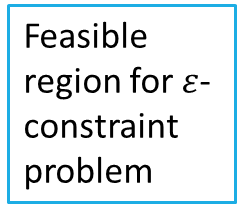 Feasible
region for ε-
constraint
problem